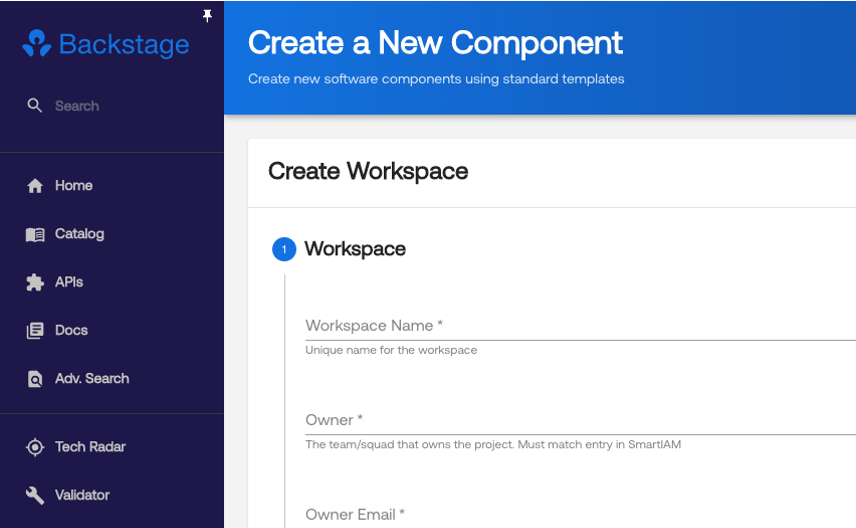 Backstage
Search
Home
Catalog
APIs
Docs
Adv. Search
Tech Radar
Validator
Create a New Component
Create new software components using standard templates
Create Workspace
1 Workspace
Workspace Name *
Unique name for the workspace
Owner *
The team/squad that owns the project. Must match entry in SmartIAM
Owner Email *